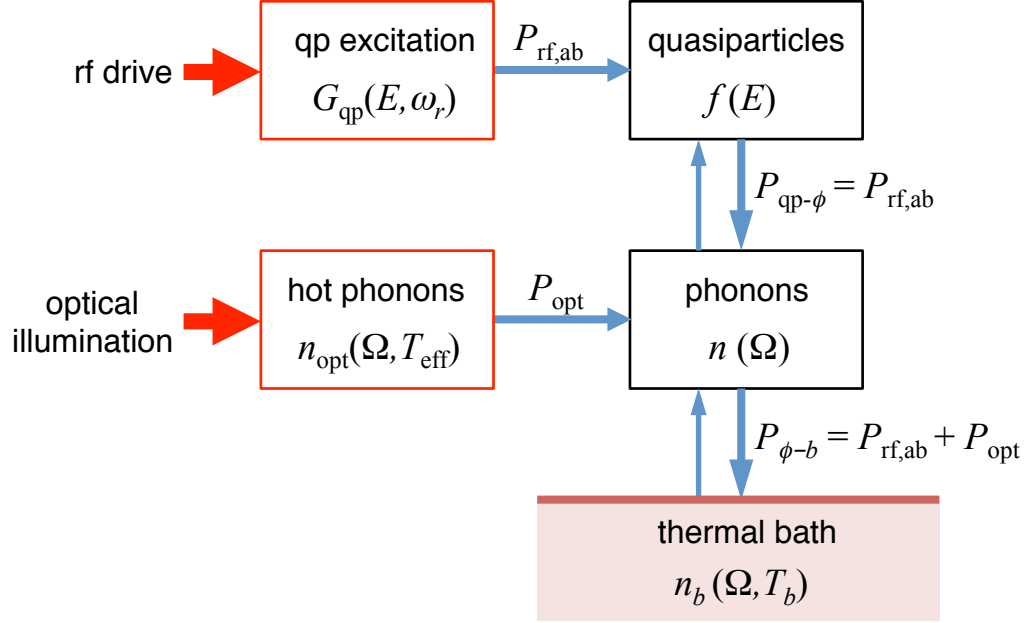 rf drive
qp excitation
G_qp(E, ω_r)
P_rf,ab
quasiparticles
f(E)
P_qp-ϕ = P_rf,ab
optical
illumination
hot phonons
n_opt(Ω, T_eff)
P_opt
phonons
n (Ω)
P_ϕ–b = P_rf,ab + P_opt
thermal bath
n_b (Ω, T_b)